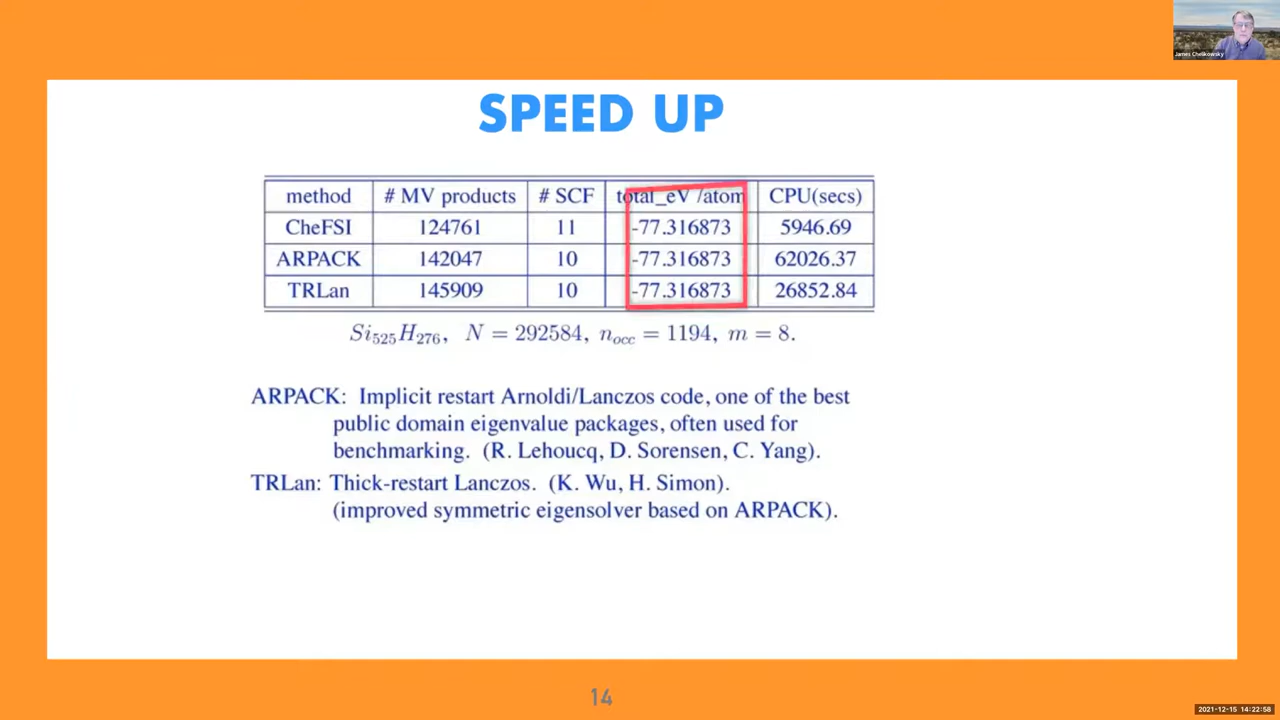 James Chelikowsky
SPEED UP
method # MV products # SCF total_eV /atom CPU(secs)
CheFSI 124761 11 -77.316873 5946.69
ARPACK 142047 10 -77.316873 62026.37
TRLan 145909 10 -77.316873 26852.84
Si₅₂₅H₂₇₆, N = 292584, nₒcc = 1194, m = 8.
ARPACK: Implicit restart Arnoldi/Lanczos code, one of the best
public domain eigenvalue packages, often used for
benchmarking. (R. Lehoucq, D. Sorensen, C. Yang).
TRLan: Thick-restart Lanczos. (K. Wu, H. Simon).
(improved symmetric eigensolver based on ARPACK).
14
2021-12-15 14:22:58